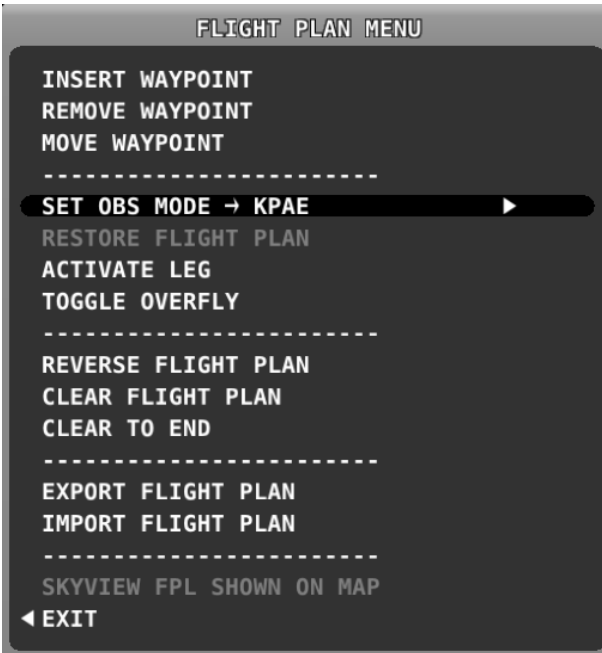 FLIGHT PLAN MENU
INSERT WAYPOINT
REMOVE WAYPOINT
MOVE WAYPOINT
-------------------------
SET OBS MODE → KPAE ▶
RESTORE FLIGHT PLAN
ACTIVATE LEG
TOGGLE OVERFLY
-------------------------
REVERSE FLIGHT PLAN
CLEAR FLIGHT PLAN
CLEAR TO END
-------------------------
EXPORT FLIGHT PLAN
IMPORT FLIGHT PLAN
-------------------------
SKYVIEW FPL SHOWN ON MAP
◀ EXIT